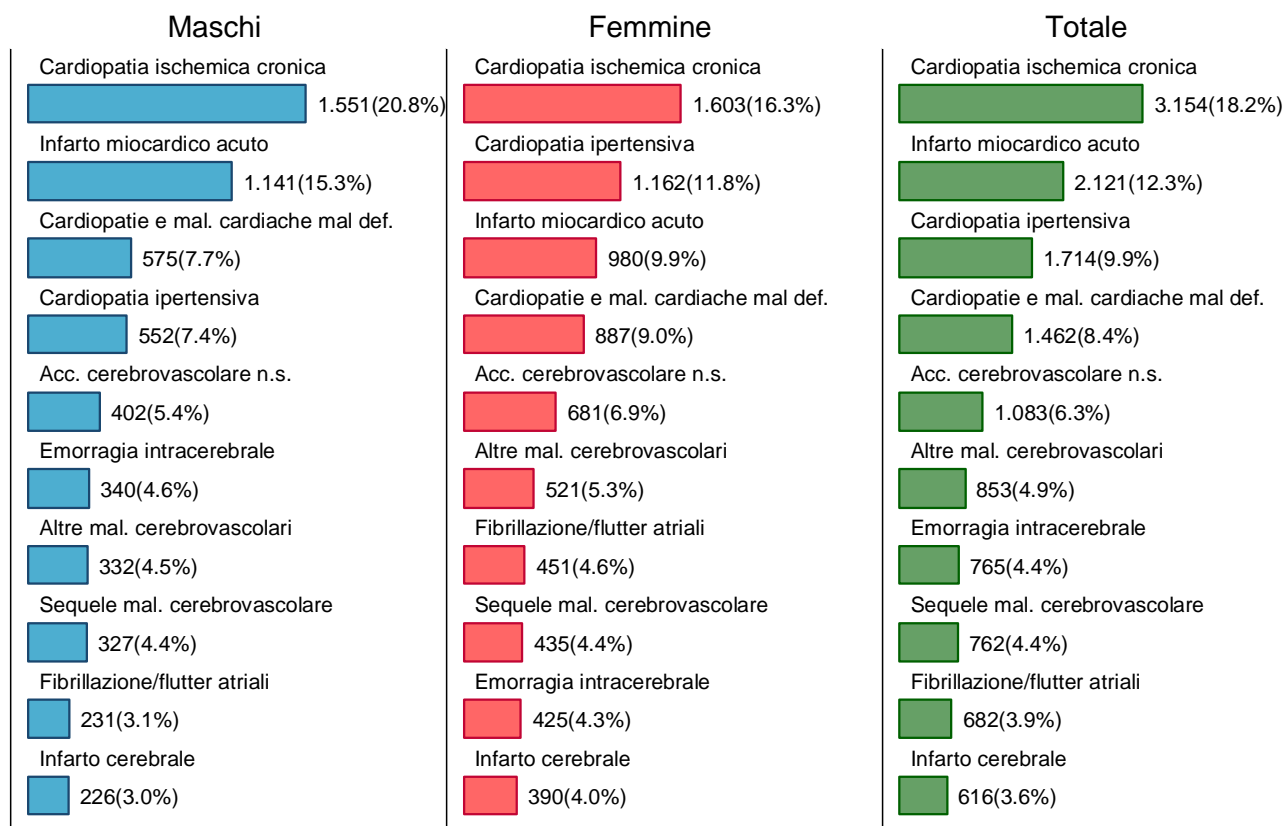 Maschi
Cardiopatia ischemica cronica
1.551(20.8%)
Infarto miocardico acuto
1.141(15.3%)
Cardiopatie e mal. cardiache mal def.
575(7.7%)
Cardiopatia ipertensiva
552(7.4%)
Acc. cerebrovascolare n.s.
402(5.4%)
Emorragia intracerebrale
340(4.6%)
Altre mal. cerebrovascolari
332(4.5%)
Sequele mal. cerebrovascolare
327(4.4%)
Fibrillazione/flutter atriali
231(3.1%)
Infarto cerebrale
226(3.0%)
Femmine
Cardiopatia ischemica cronica
1.603(16.3%)
Cardiopatia ipertensiva
1.162(11.8%)
Infarto miocardico acuto
980(9.9%)
Cardiopatie e mal. cardiache mal def.
887(9.0%)
Acc. cerebrovascolare n.s.
681(6.9%)
Altre mal. cerebrovascolari
521(5.3%)
Fibrillazione/flutter atriali
451(4.6%)
Sequele mal. cerebrovascolare
435(4.4%)
Emorragia intracerebrale
425(4.3%)
Infarto cerebrale
390(4.0%)
Totale
Cardiopatia ischemica cronica
3.154(18.2%)
Infarto miocardico acuto
2.121(12.3%)
Cardiopatia ipertensiva
1.714(9.9%)
Cardiopatie e mal. cardiache mal def.
1.462(8.4%)
Acc. cerebrovascolare n.s.
1.083(6.3%)
Altre mal. cerebrovascolari
853(4.9%)
Emorragia intracerebrale
765(4.4%)
Sequele mal. cerebrovascolare
762(4.4%)
Fibrillazione/flutter atriali
682(3.9%)
Infarto cerebrale
616(3.6%)